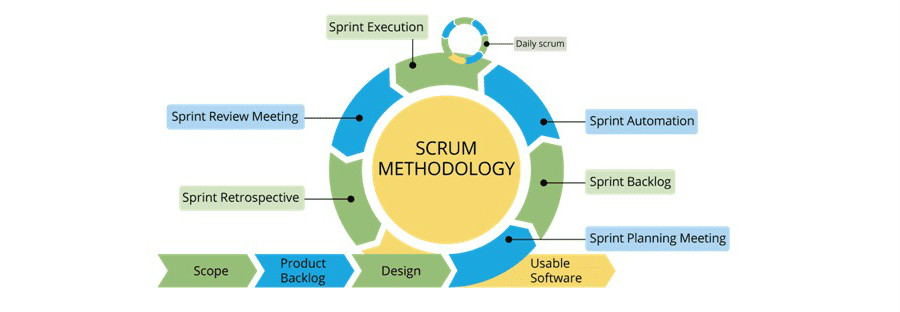 Sprint Execution
Daily scrum
Sprint Review Meeting
Sprint Automation
SCRUM
METHODOLOGY
Sprint Retrospective
Sprint Backlog
Sprint Planning Meeting
Scope
Product
Backlog
Design
Usable
Software